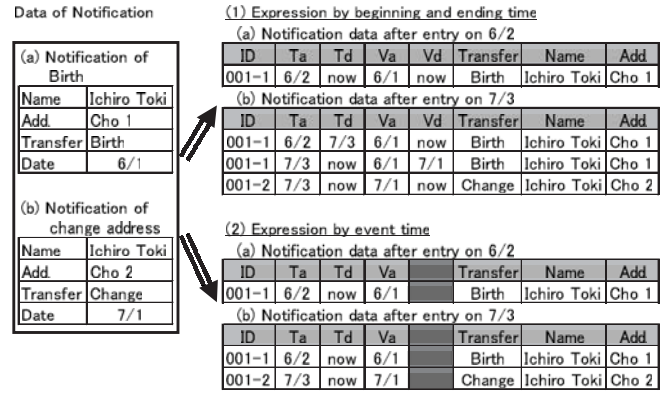 Data of Notification
(a) Notification of
Birth
Name Ichiro Toki
Add. Cho 1
Transfer Birth
Date 6/1
(b) Notification of
change address
Name Ichiro Toki
Add. Cho 2
Transfer Change
Date 7/1
(1) Expression by beginning and ending time
(a) Notification data after entry on 6/2
ID Ta Td Va Vd Transfer Name Add.
001-1 6/2 now 6/1 now Birth Ichiro Toki Cho 1
(b) Notification data after entry on 7/3
ID Ta Td Va Vd Transfer Name Add.
001-1 6/2 7/3 6/1 now Birth Ichiro Toki Cho 1
001-1 7/3 now 6/1 7/1 Birth Ichiro Toki Cho 1
001-2 7/3 now 7/1 now Change Ichiro Toki Cho 2
(2) Expression by event time
(a) Notification data after entry on 6/2
ID Ta Td Va Transfer Name Add.
001-1 6/2 now 6/1 Birth Ichiro Toki Cho 1
(b) Notification data after entry on 7/3
ID Ta Td Va Transfer Name Add.
001-1 6/2 now 6/1 Birth Ichiro Toki Cho 1
001-2 7/3 now 7/1 Change Ichiro Toki Cho 2